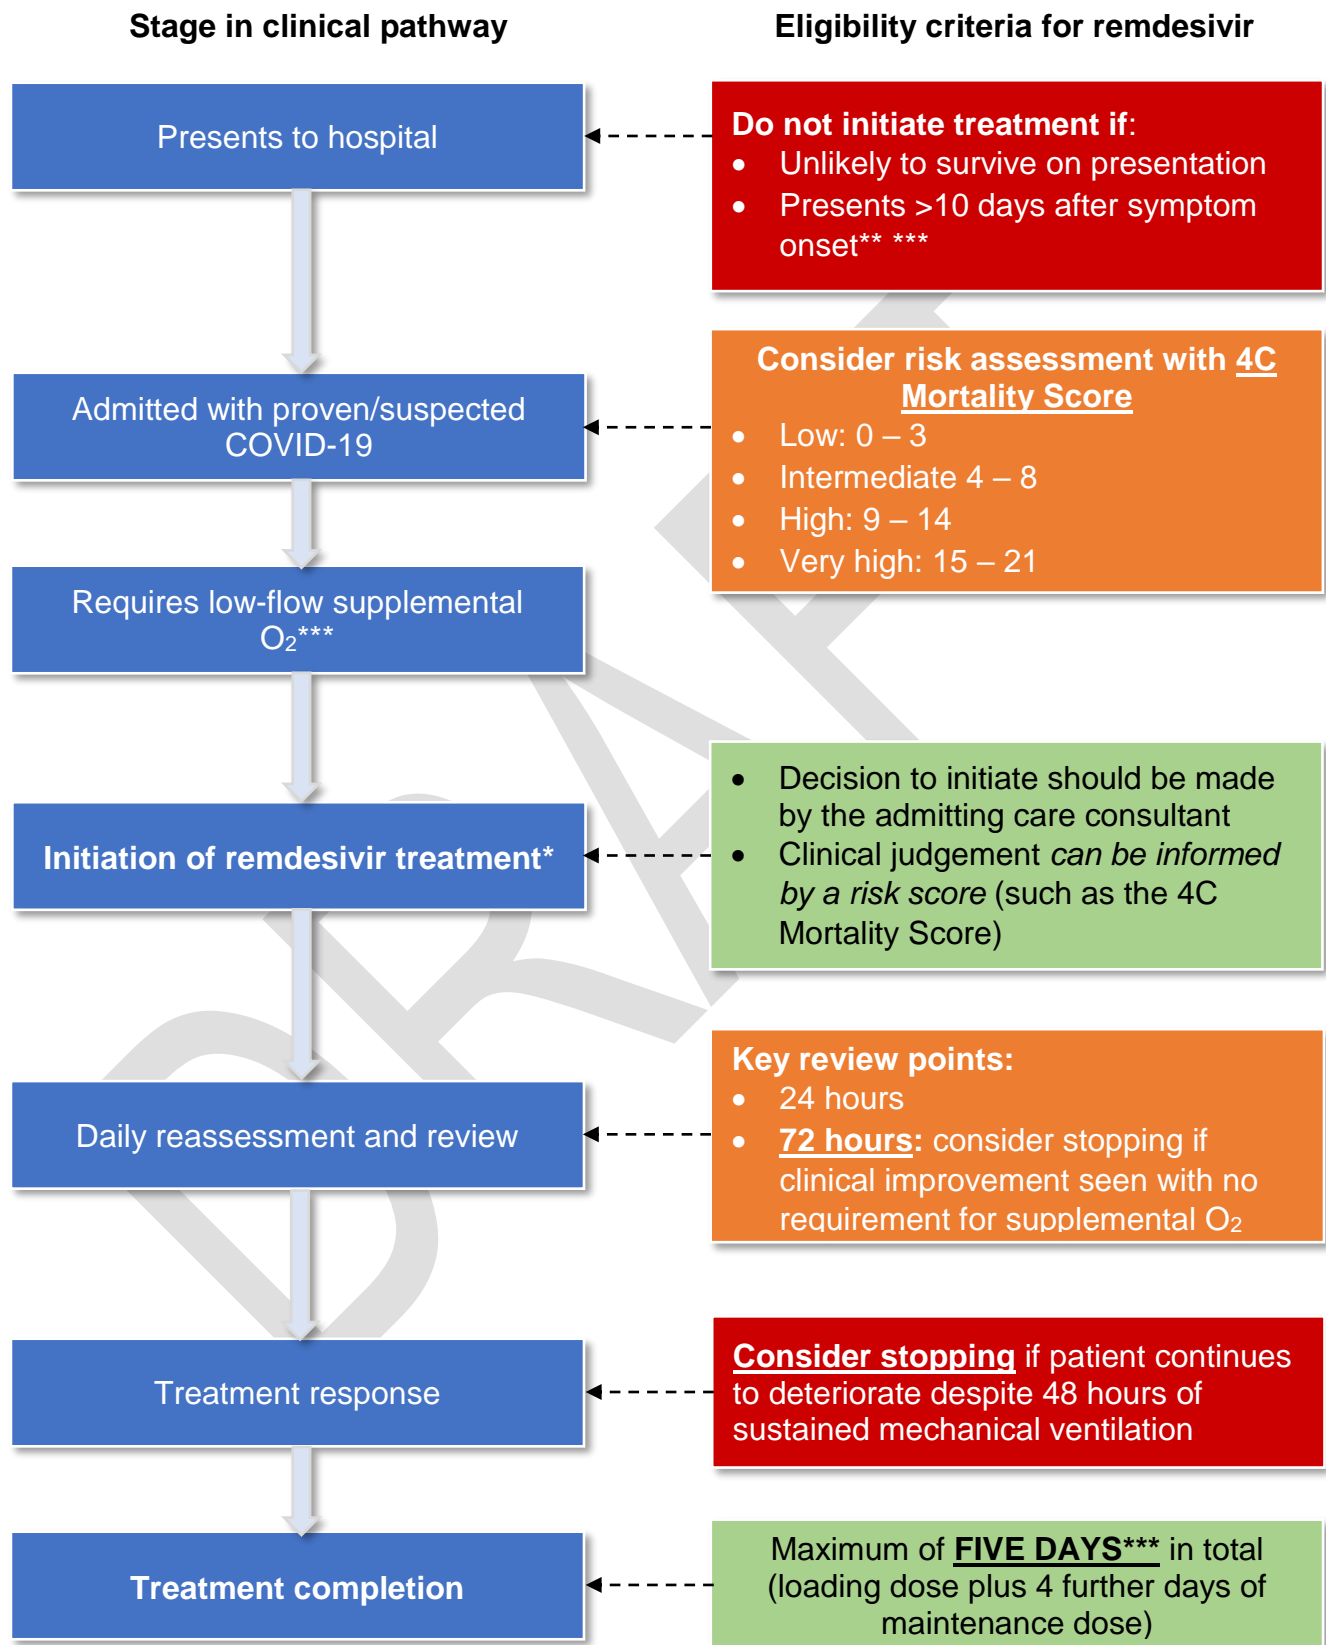 Stage in clinical pathway
Eligibility criteria for remdesivir
Presents to hospital
Do not initiate treatment if:
• Unlikely to survive on presentation
• Presents >10 days after symptom
onset** ***
Admitted with proven/suspected
COVID-19
Consider risk assessment with 4C
Mortality Score
• Low: 0 – 3
• Intermediate 4 – 8
• High: 9 – 14
• Very high: 15 – 21
Requires low-flow supplemental
O₂***
Initiation of remdesivir treatment*
• Decision to initiate should be made
by the admitting care consultant
• Clinical judgement can be informed
by a risk score (such as the 4C
Mortality Score)
Daily reassessment and review
Key review points:
• 24 hours
• 72 hours: consider stopping if
clinical improvement seen with no
requirement for supplemental O₂
Treatment response
Consider stopping if patient continues
to deteriorate despite 48 hours of
sustained mechanical ventilation
Treatment completion
Maximum of FIVE DAYS*** in total
(loading dose plus 4 further days of
maintenance dose)
DRAFT